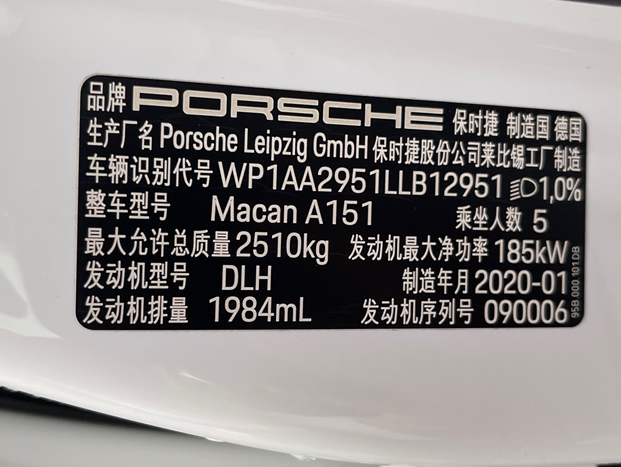 品牌 PORSCHE 保时捷 制造国 德国
生产厂名 Porsche Leipzig GmbH 保时捷股份公司莱比锡工厂制造
车辆识别代号 WP1AA2951LLB12951 1,0%
整车型号 Macan A151 乘坐人数 5
最大允许总质量 2510kg 发动机最大净功率 185kW
发动机型号 DLH 制造年月 2020-01
发动机排量 1984mL 发动机序列号 090006
95B.000.101.DB